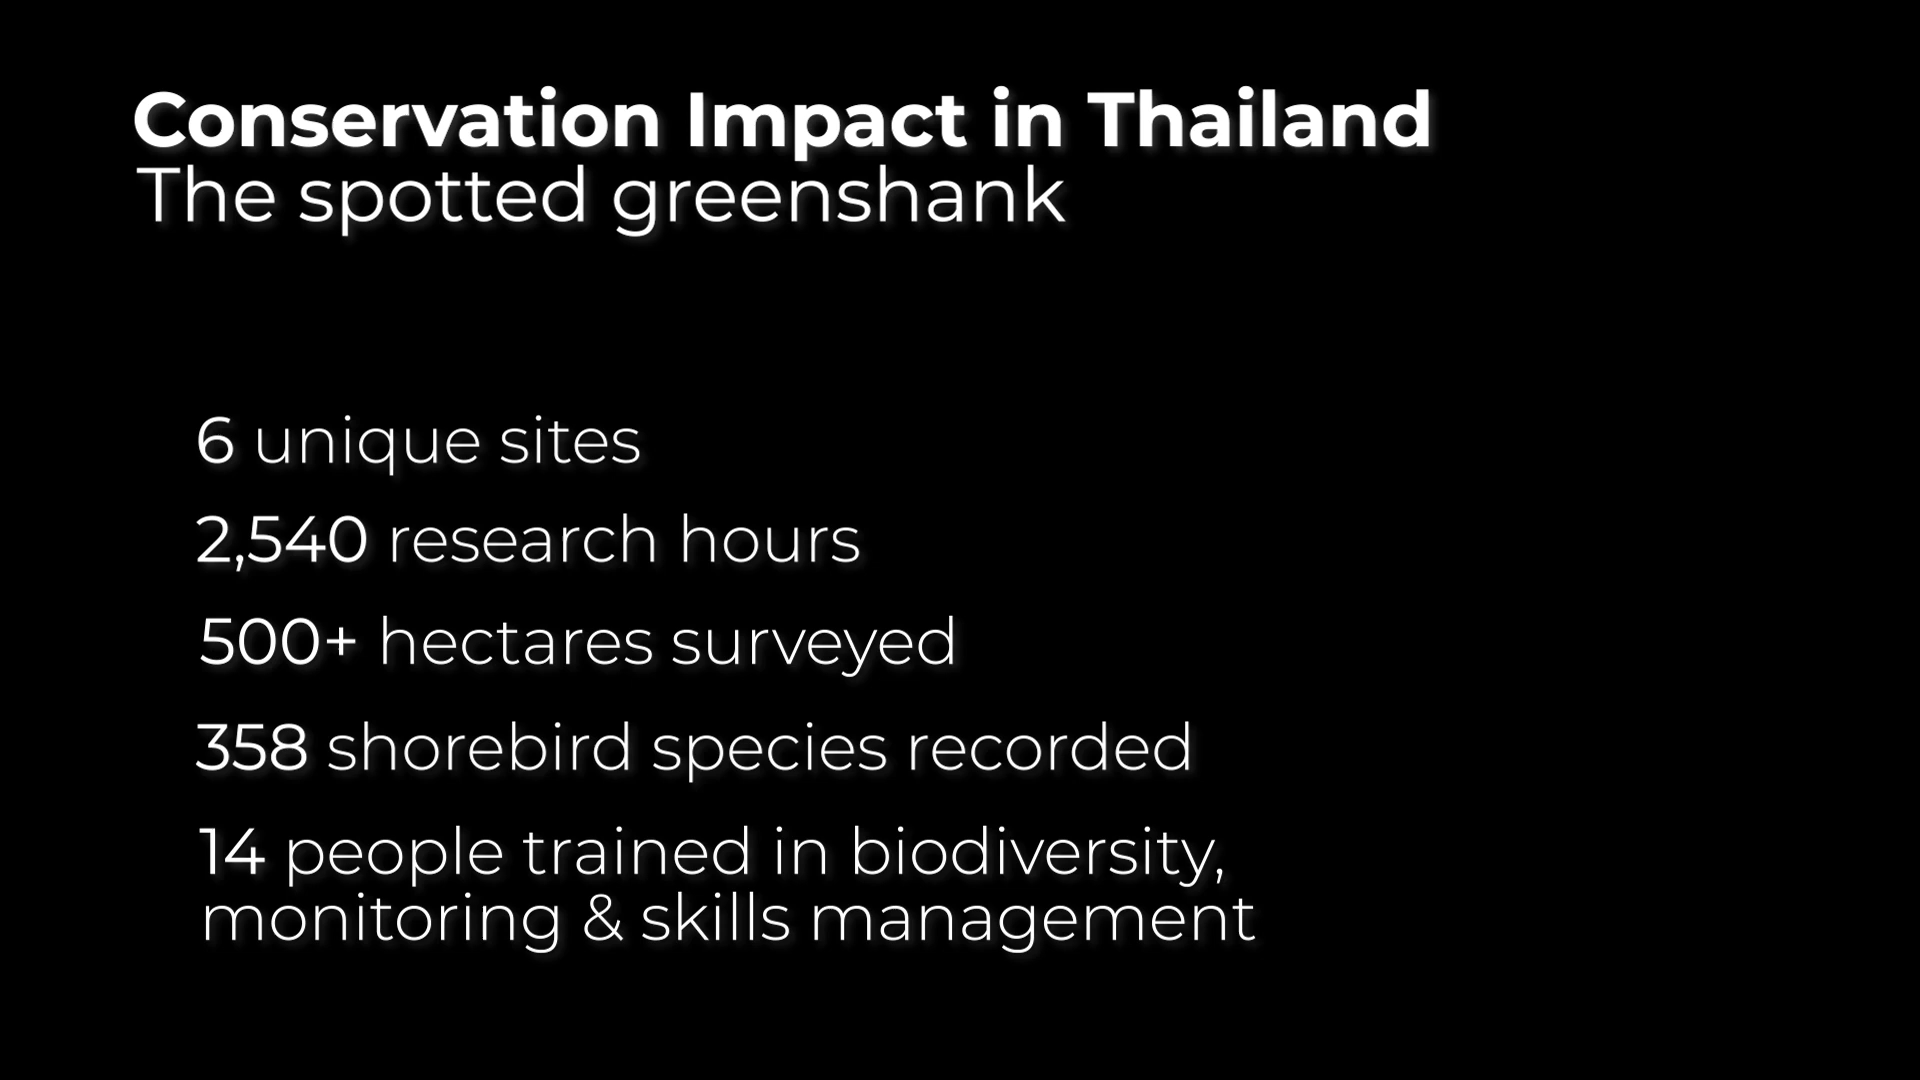 Conservation Impact in Thailand
The spotted greenshank
6 unique sites
2,540 research hours
500+ hectares surveyed
358 shorebird species recorded
14 people trained in biodiversity,
monitoring & skills management